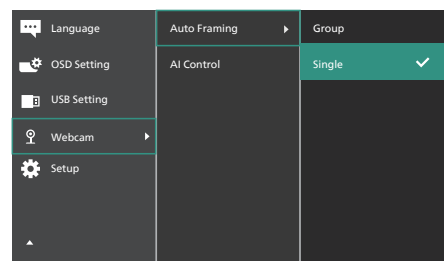 Language
OSD Setting
USB Setting
Webcam
Setup
Auto Framing
AI Control
Group
Single